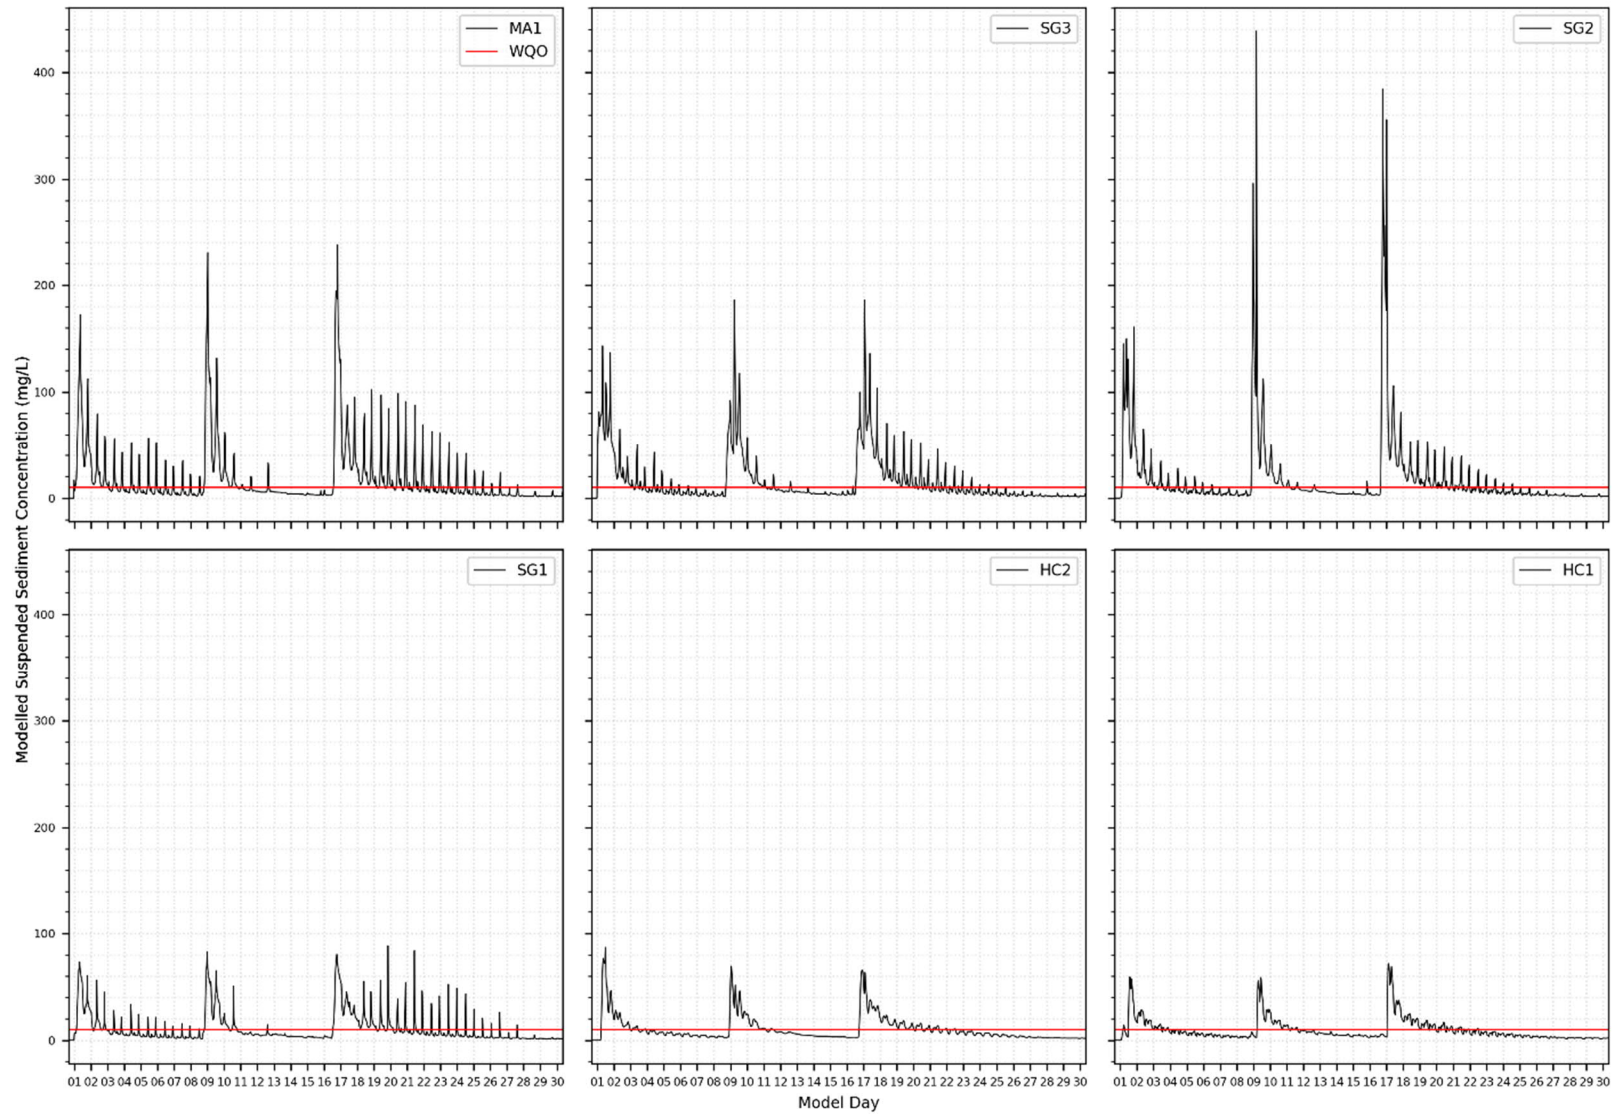 MA1
WQO
SG3
SG2
400
300
200
100
0
Modelled Suspended Sediment Concentration (mg/L)
SG1
HC2
HC1
400
300
200
100
0
01 02 03 04 05 06 07 08 09 10 11 12 13 14 15 16 17 18 19 20 21 22 23 24 25 26 27 28 29 30
01 02 03 04 05 06 07 08 09 10 11 12 13 14 15 16 17 18 19 20 21 22 23 24 25 26 27 28 29 30
01 02 03 04 05 06 07 08 09 10 11 12 13 14 15 16 17 18 19 20 21 22 23 24 25 26 27 28 29 30
Model Day